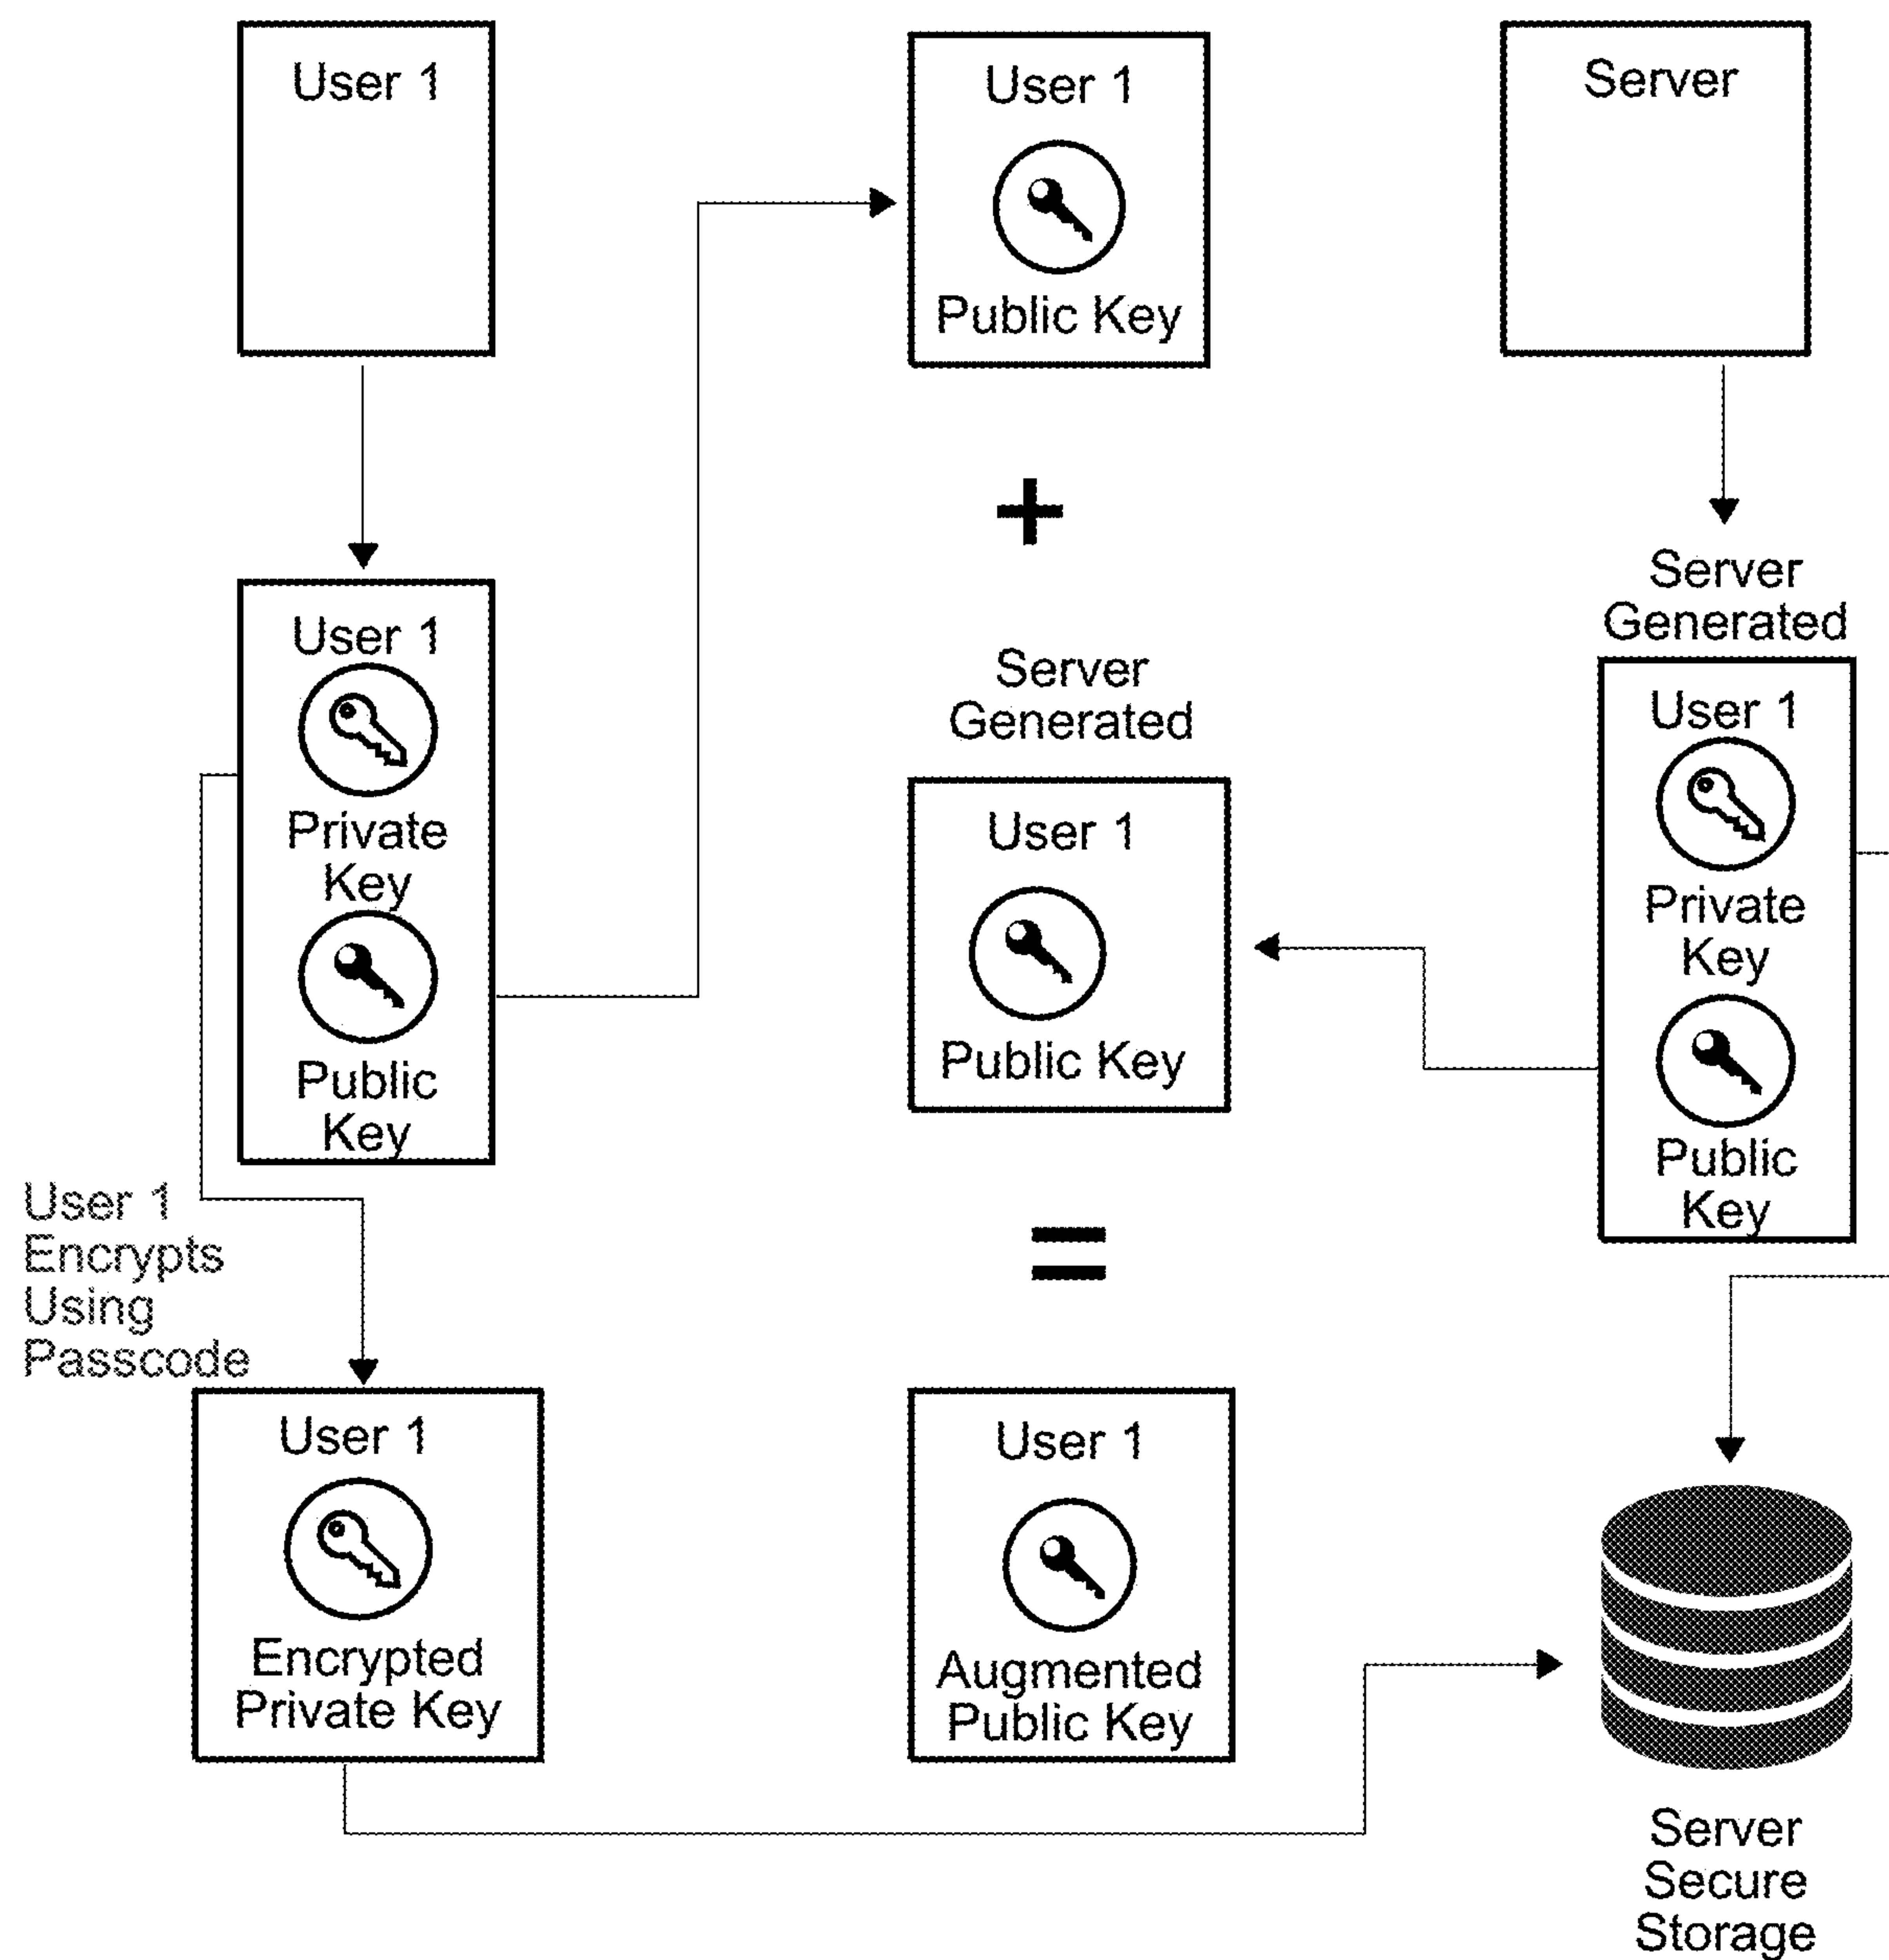 User 1
User 1
Private
Key
Public
Key
User 1
Encrypts
Using
Passcode
User 1
Encrypted
Private Key
User 1
Public Key
+
Server
Generated
User 1
Public Key
=
User 1
Augmented
Public Key
Server
Server
Generated
User 1
Private
Key
Public
Key
Server
Secure
Storage